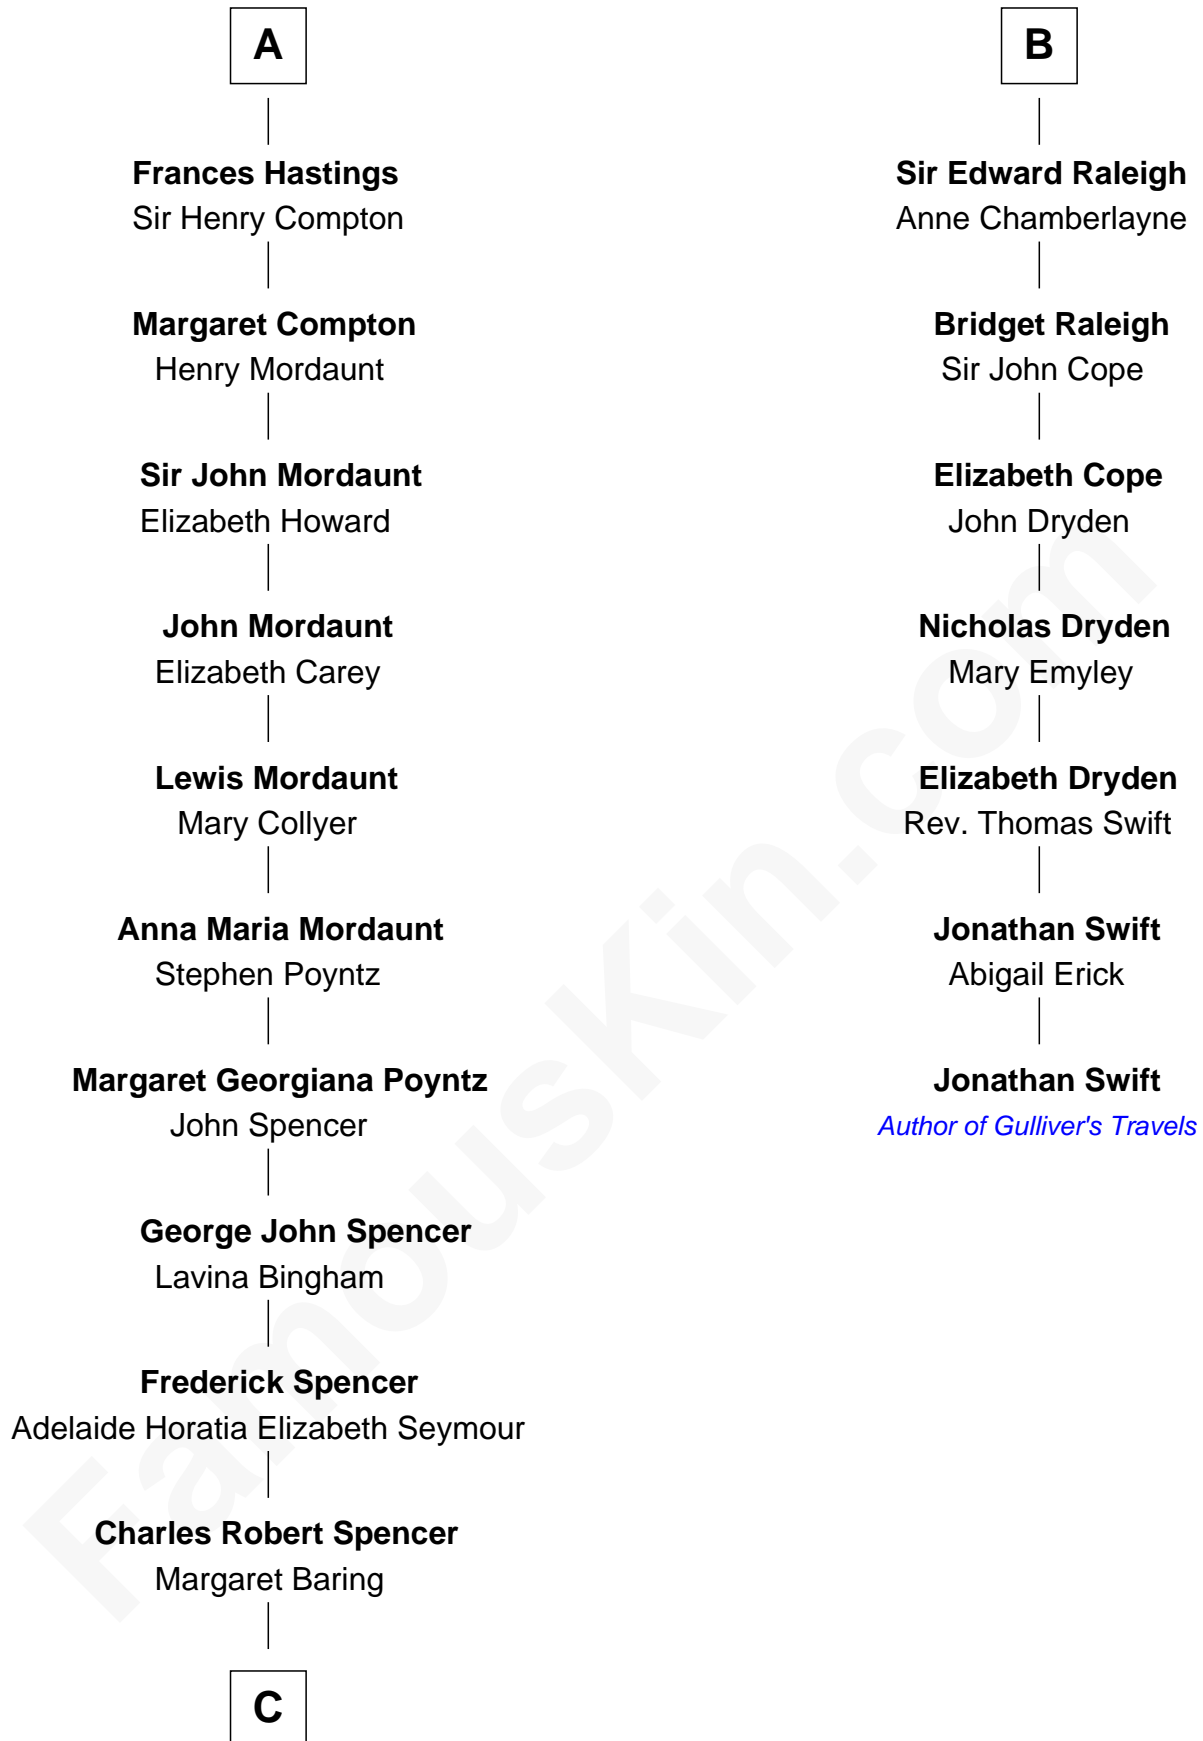 A
Frances Hastings
Sir Henry Compton
Margaret Compton
Henry Mordaunt
Sir John Mordaunt
Elizabeth Howard
John Mordaunt
Elizabeth Carey
Lewis Mordaunt
Mary Collyer
Anna Maria Mordaunt
Stephen Poyntz
Margaret Georgiana Poyntz
John Spencer
George John Spencer
Lavina Bingham
Frederick Spencer
Adelaide Horatia Elizabeth Seymour
Charles Robert Spencer
Margaret Baring
C
B
Sir Edward Raleigh
Anne Chamberlayne
Bridget Raleigh
Sir John Cope
Elizabeth Cope
John Dryden
Nicholas Dryden
Mary Emyley
Elizabeth Dryden
Rev. Thomas Swift
Jonathan Swift
Abigail Erick
Jonathan Swift
Author of Gulliver's Travels
FamousKin.com